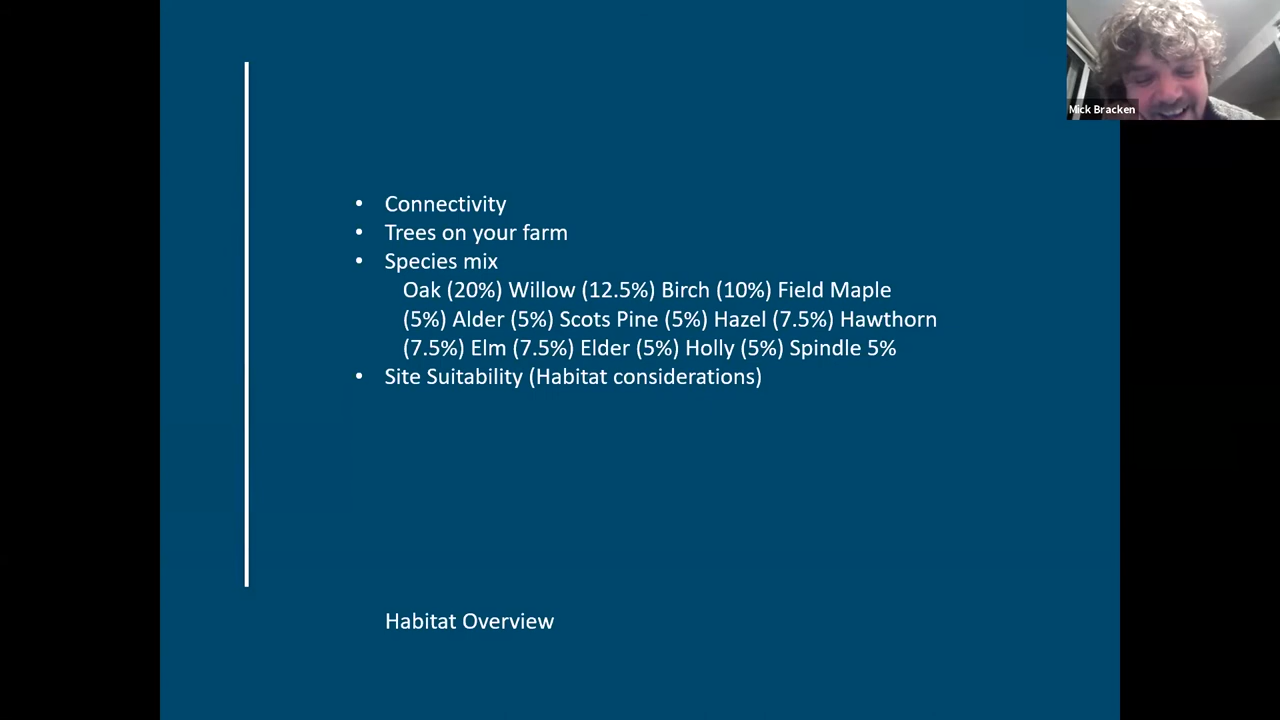 Mick Bracken
• Connectivity
• Trees on your farm
• Species mix
Oak (20%) Willow (12.5%) Birch (10%) Field Maple
(5%) Alder (5%) Scots Pine (5%) Hazel (7.5%) Hawthorn
(7.5%) Elm (7.5%) Elder (5%) Holly (5%) Spindle 5%
• Site Suitability (Habitat considerations)
Habitat Overview